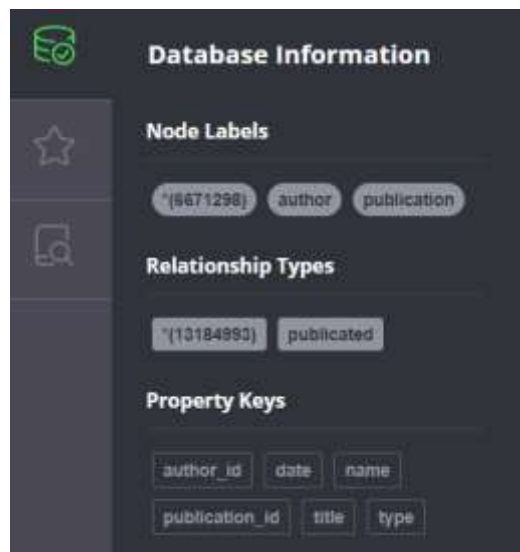 Database Information
Node Labels
*(6671298) author publication
Relationship Types
*(13184993) publicated
Property Keys
author_id date name
publication_id title type